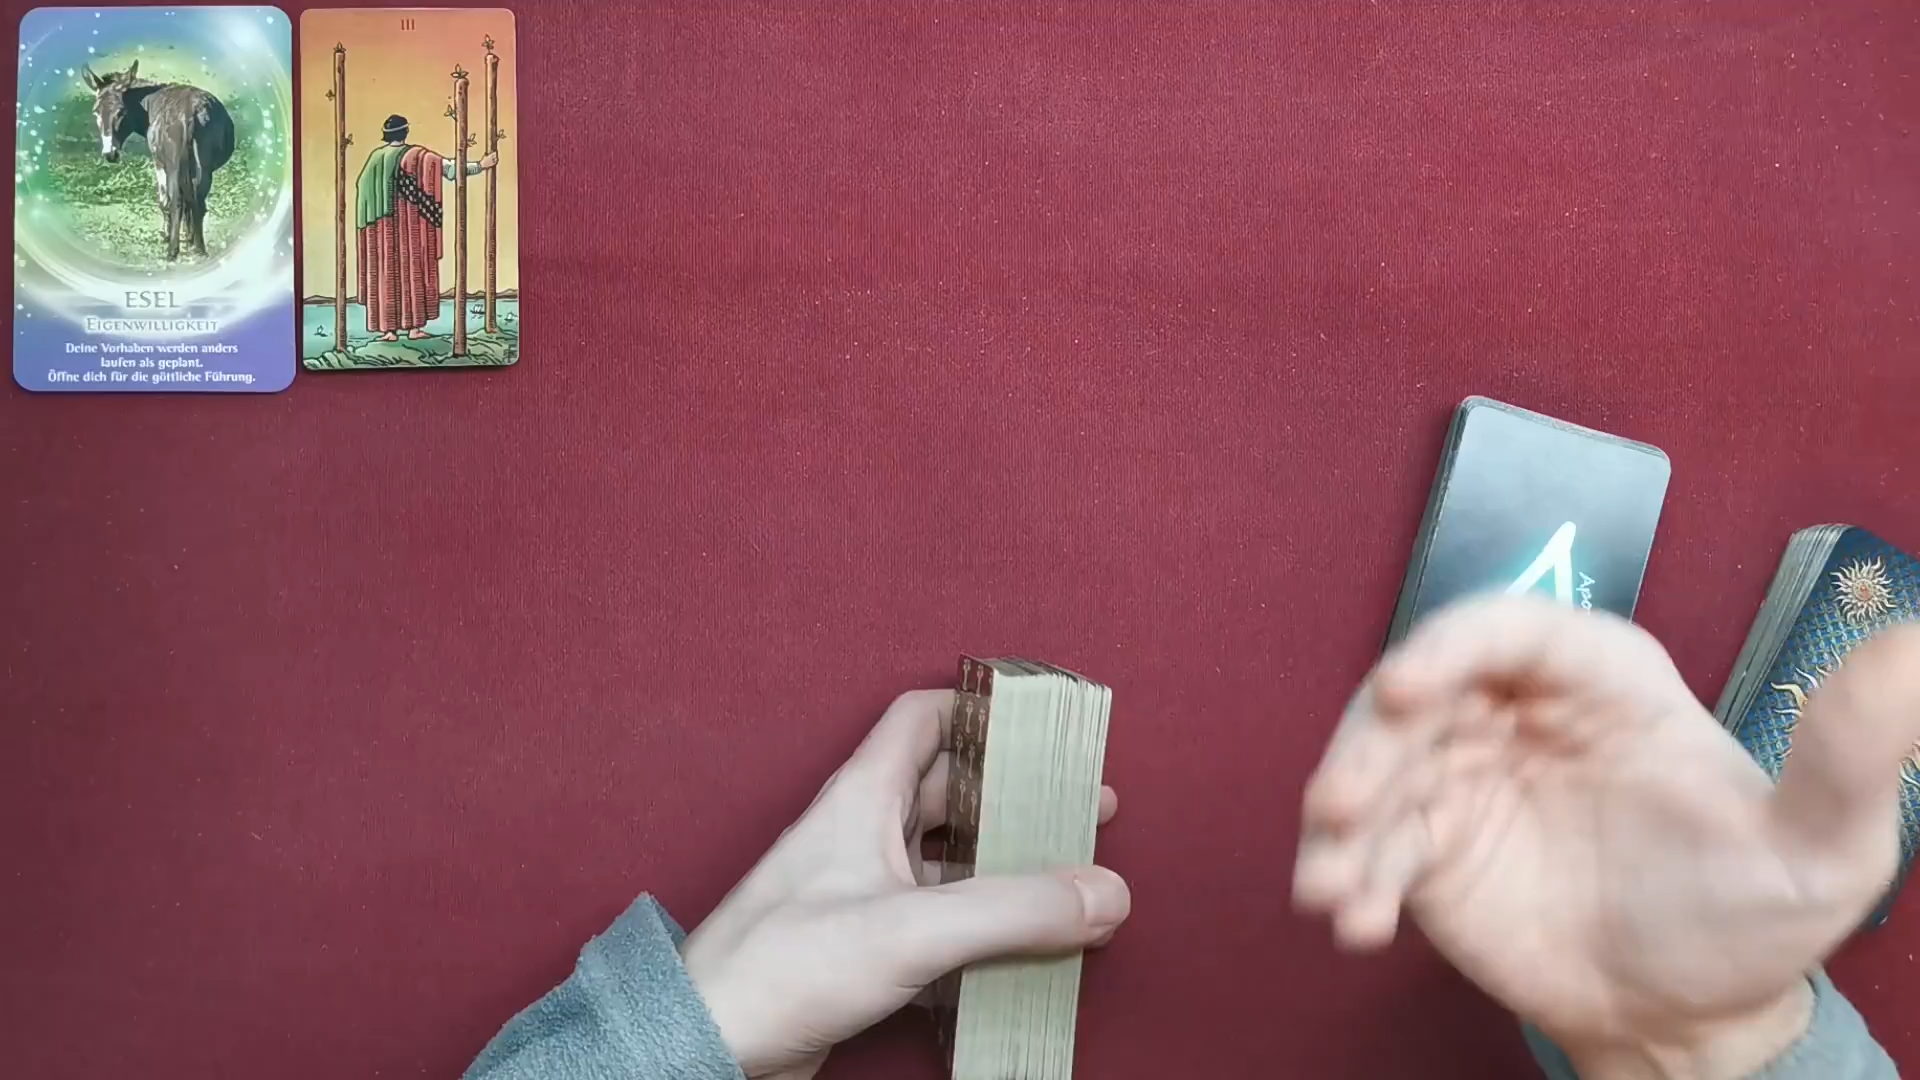 ESEL
EIGENWILLIGKEIT
Deine Vorhaben werden anders
laufen als geplant.
Öffne dich für die göttliche Führung.
III